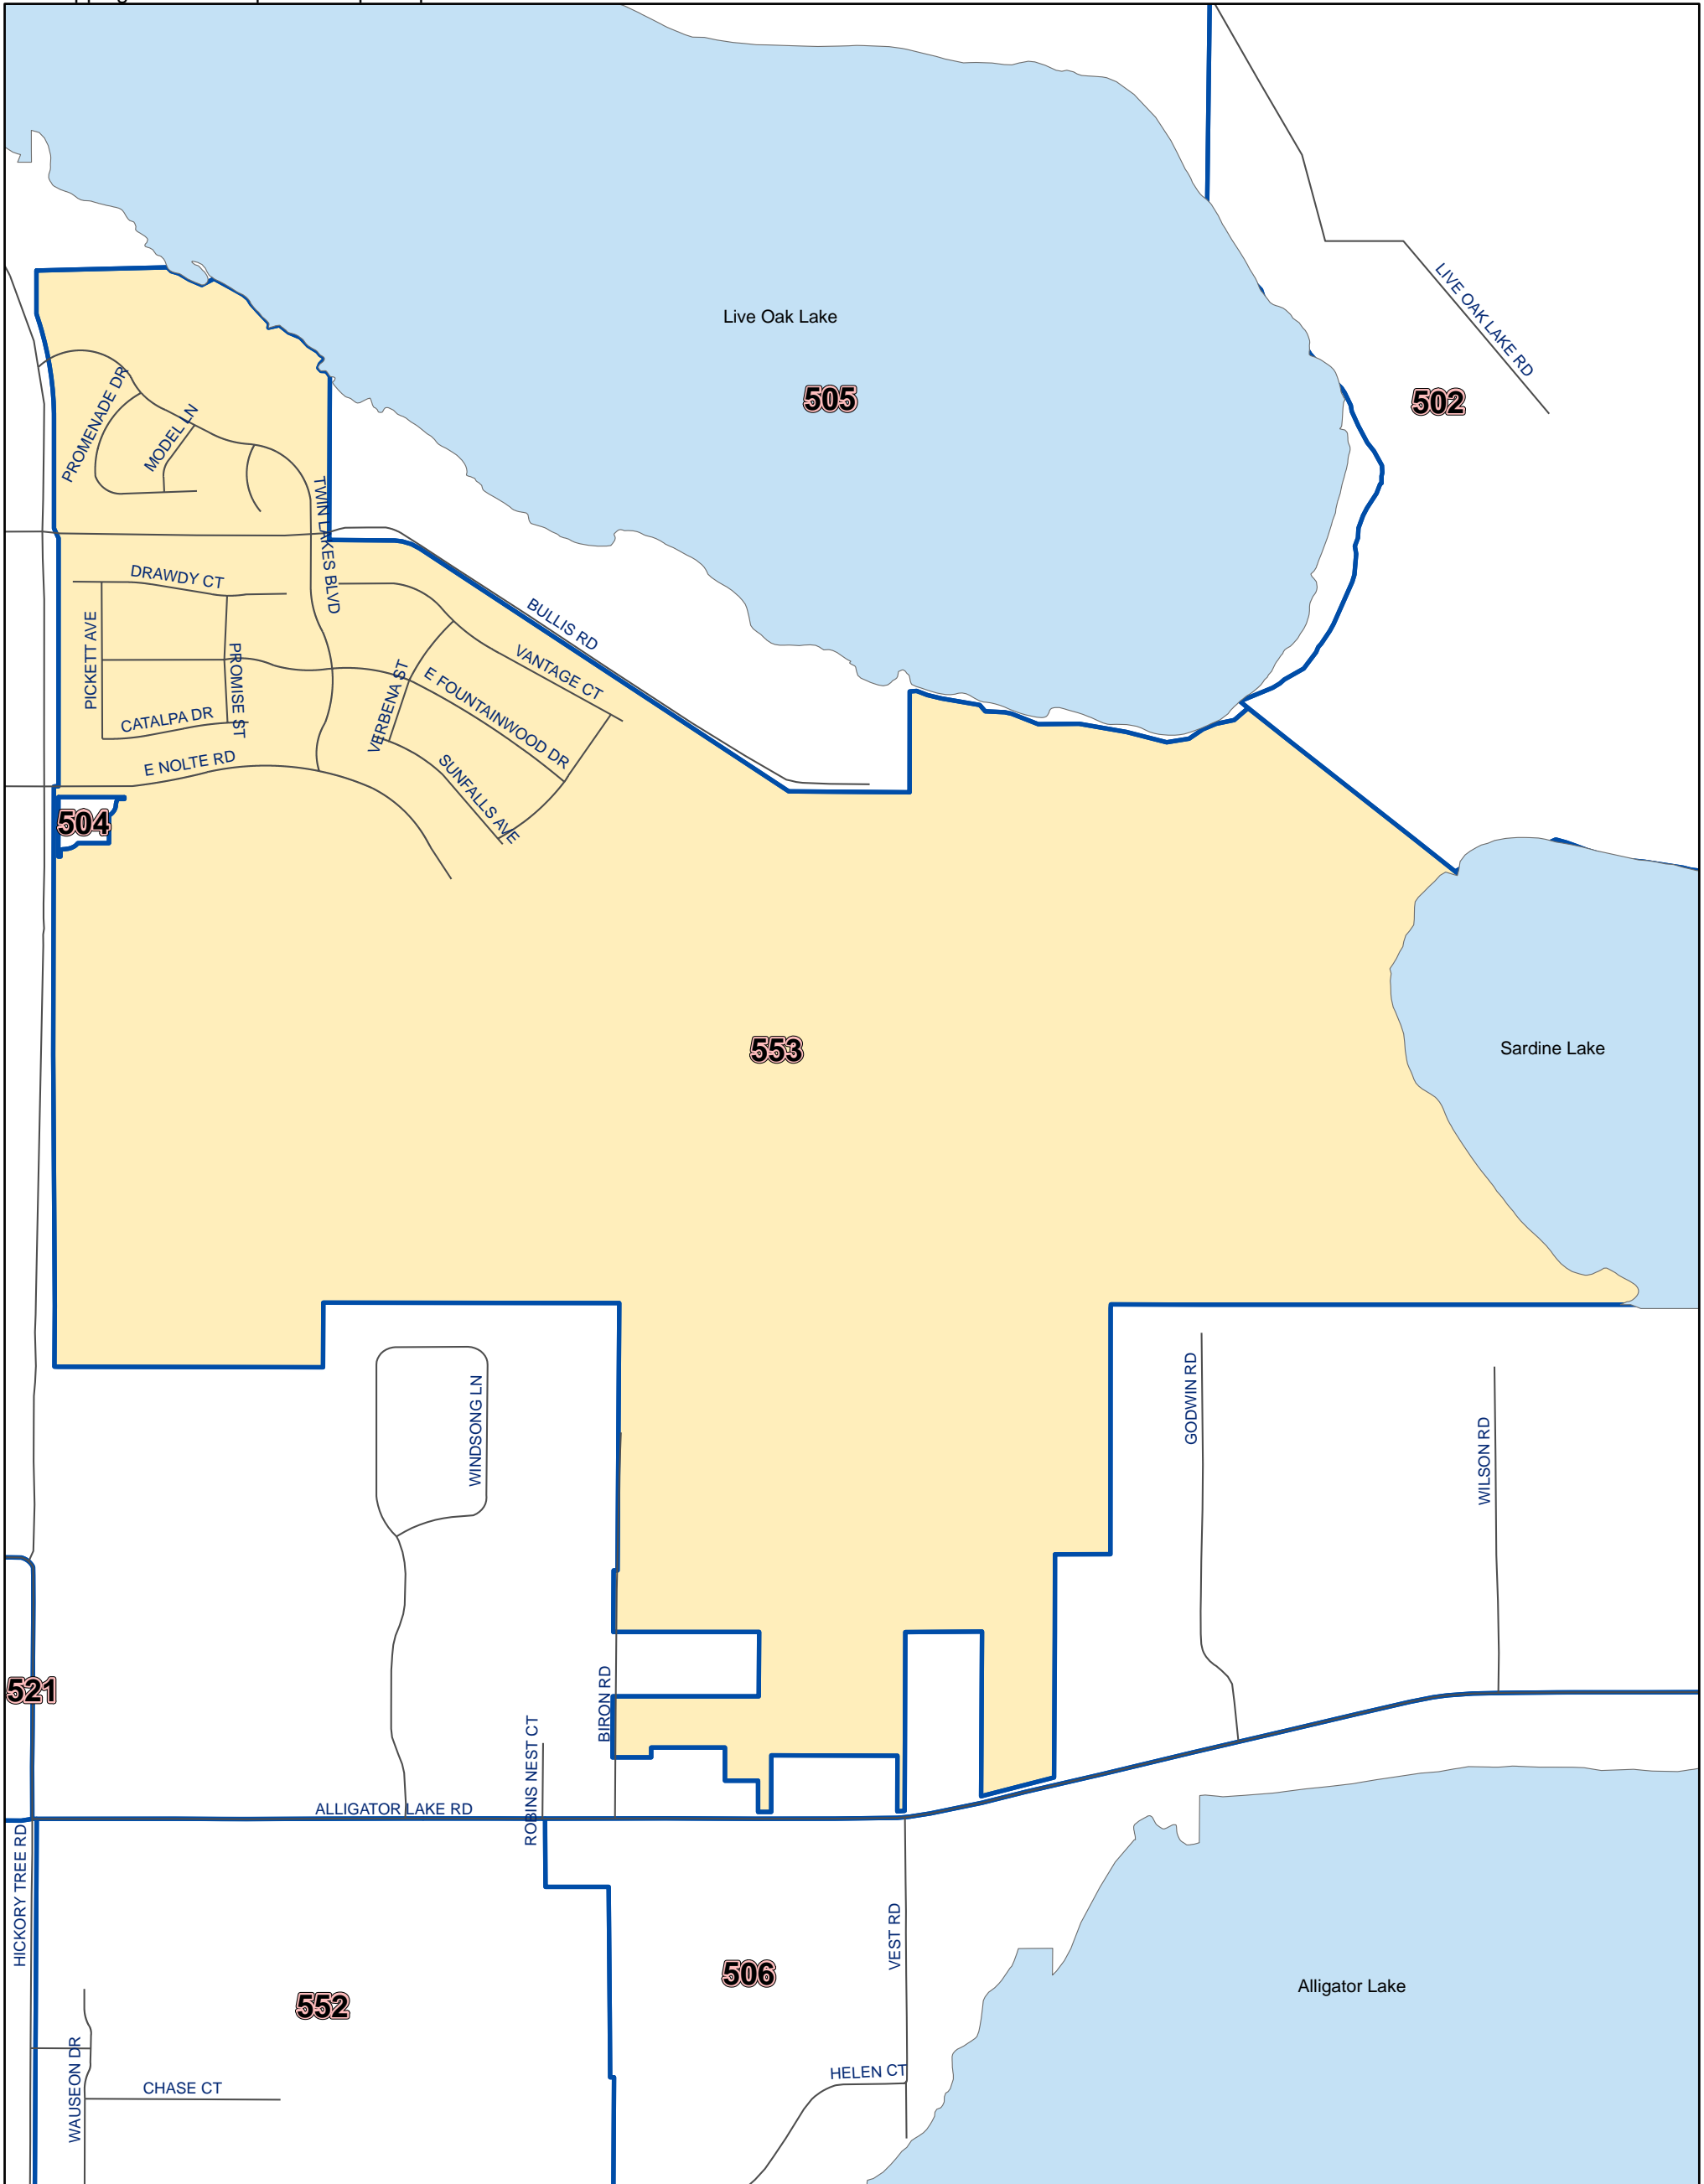 Live Oak Lake
LIVE OAK LAKE RD
505
502
PROMENADE DR
MODEL LN
TWIN LAKES BLVD
DRAWDY CT
BULLIS RD
PICKETT AVE
PROMISE ST
VANTAGE CT
VERBENA ST
E FOUNTAINWOOD DR
CATALPA DR
E NOLTE RD
SUNFALLS AVE
504
553
Sardine Lake
WINDSONG LN
GODWIN RD
WILSON RD
521
BIRON RD
ROBINS NEST CT
ALLIGATOR LAKE RD
HICKORY TREE RD
VEST RD
506
Alligator Lake
552
WAUSEON DR
CHASE CT
HELEN CT